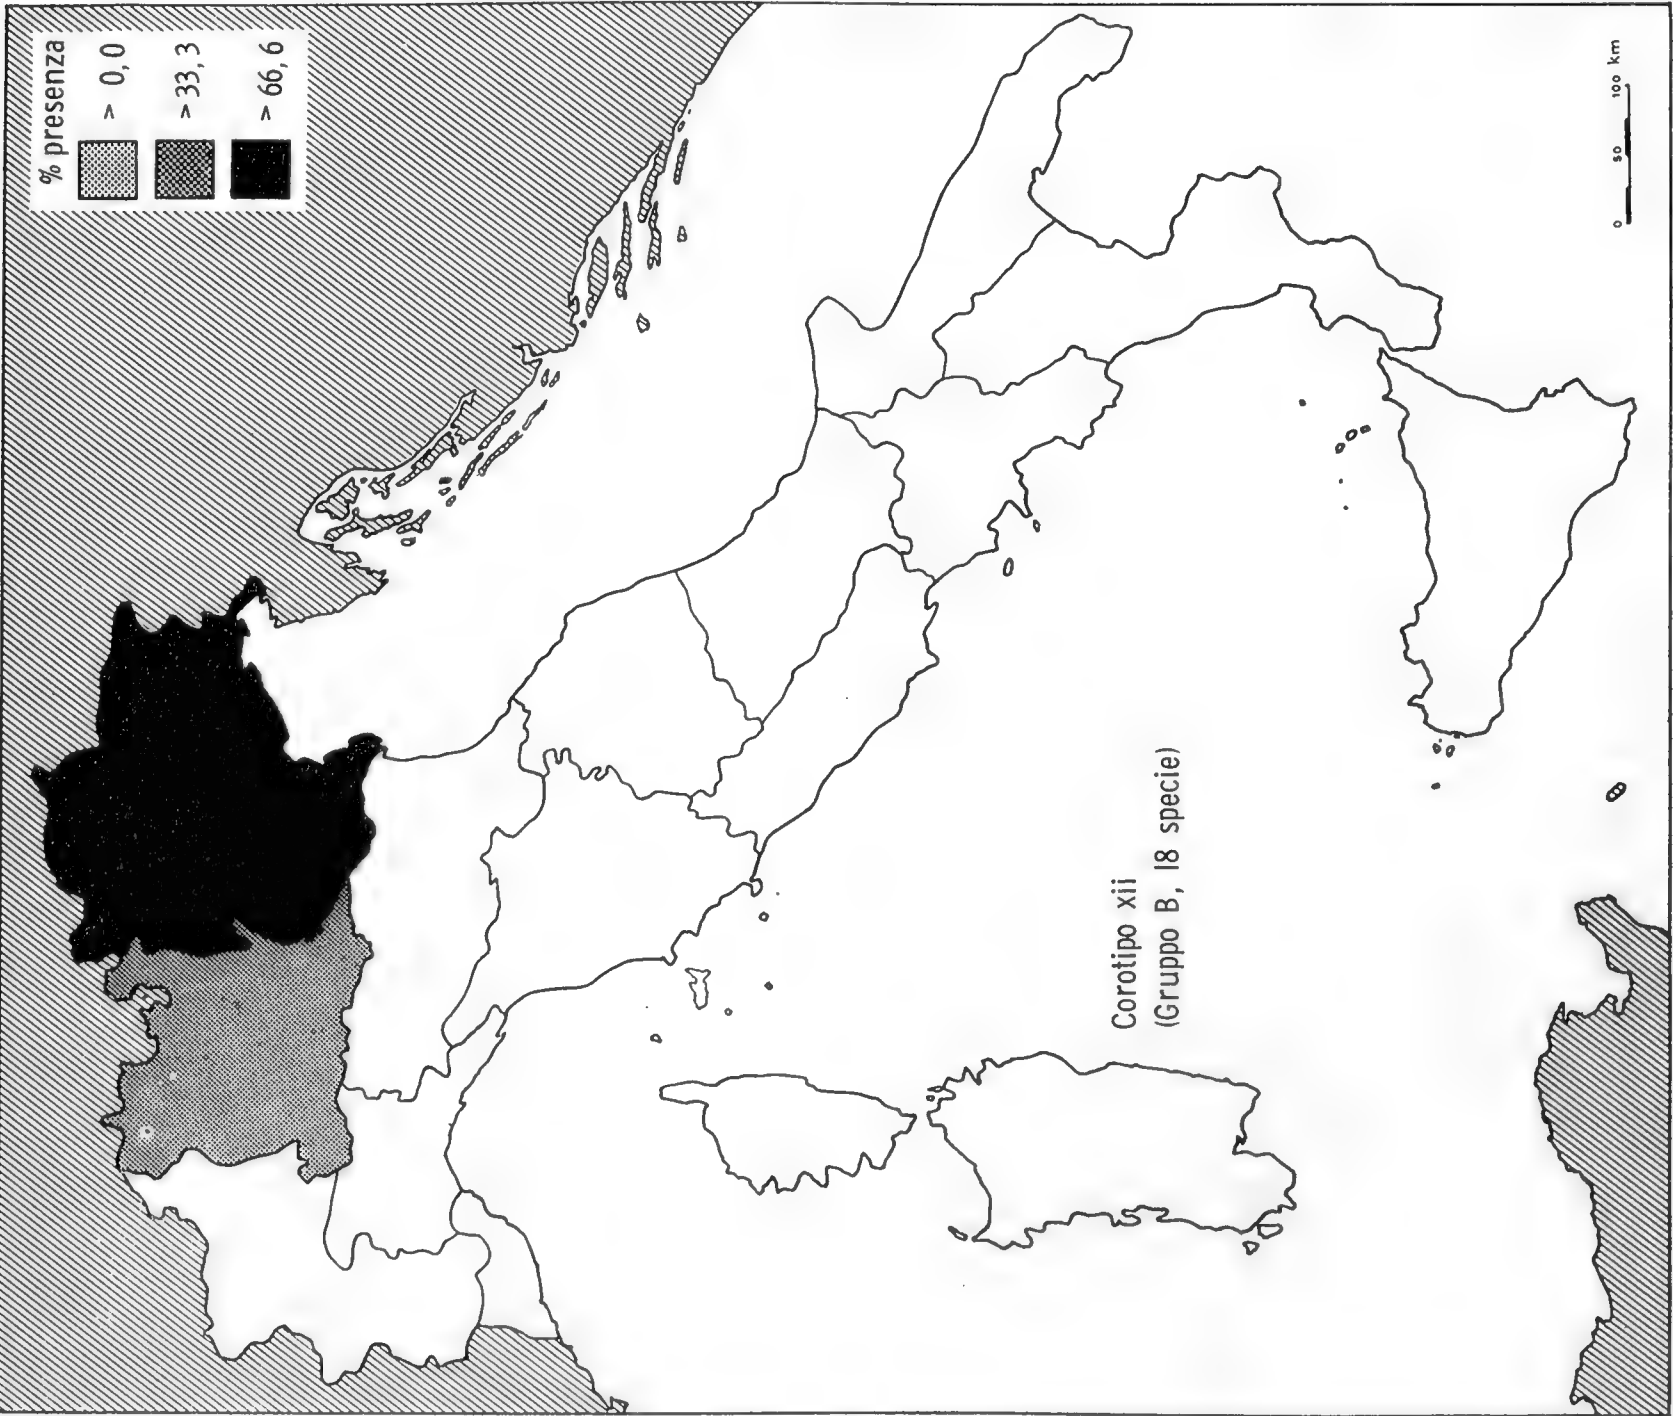 % presenza
> 0,0
>33,3
> 66,6
Corotipo xii
(Gruppo B, 18 specie)
0 50 100 km